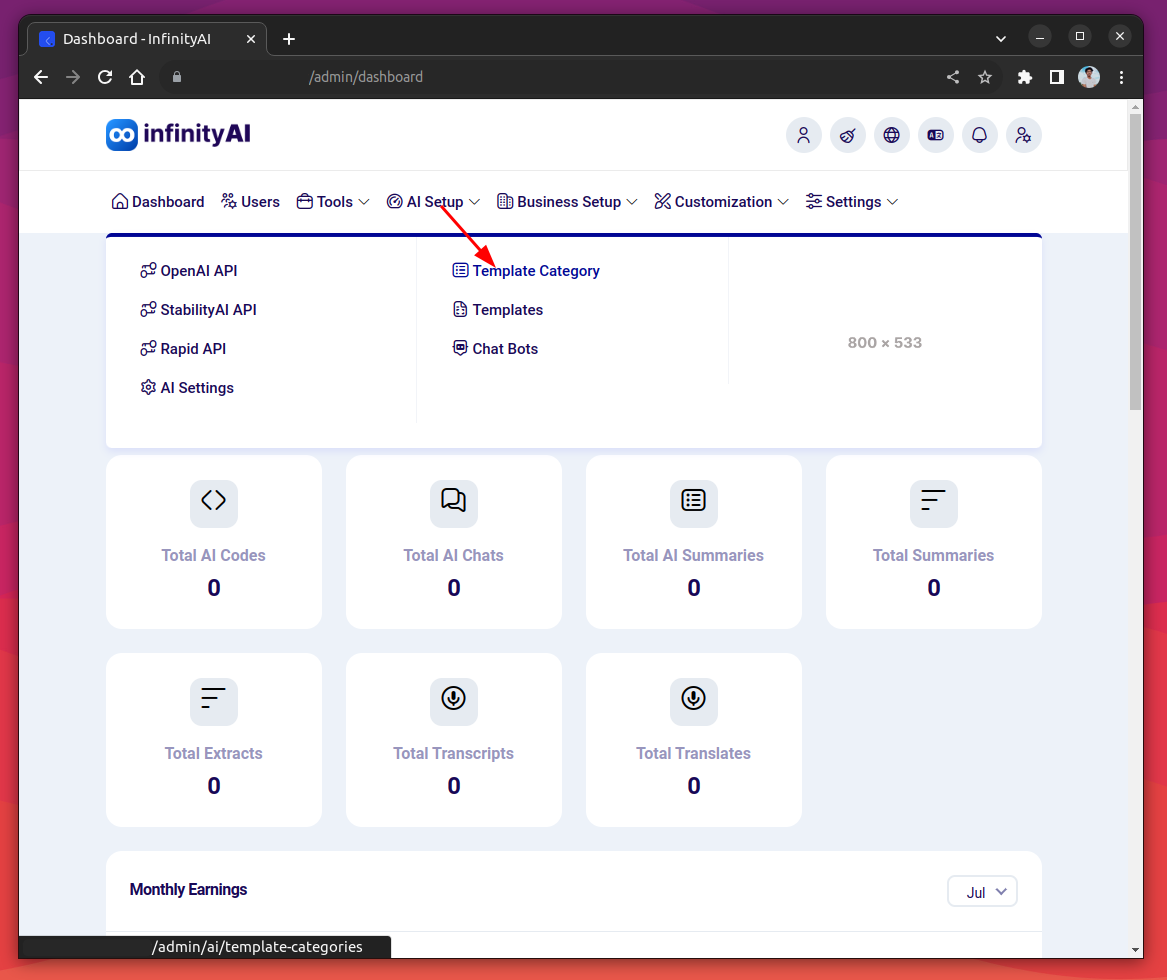 Dashboard - InfinityAI
/admin/dashboard
infinityAI
Dashboard Users Tools AI Setup Business Setup Customization Settings
OpenAI API
StabilityAI API
Rapid API
AI Settings
Template Category
Templates
Chat Bots
800 × 533
Total AI Codes
0
Total AI Chats
0
Total AI Summaries
0
Total Summaries
0
Total Extracts
0
Total Transcripts
0
Total Translates
0
Monthly Earnings
Jul
/admin/ai/template-categories